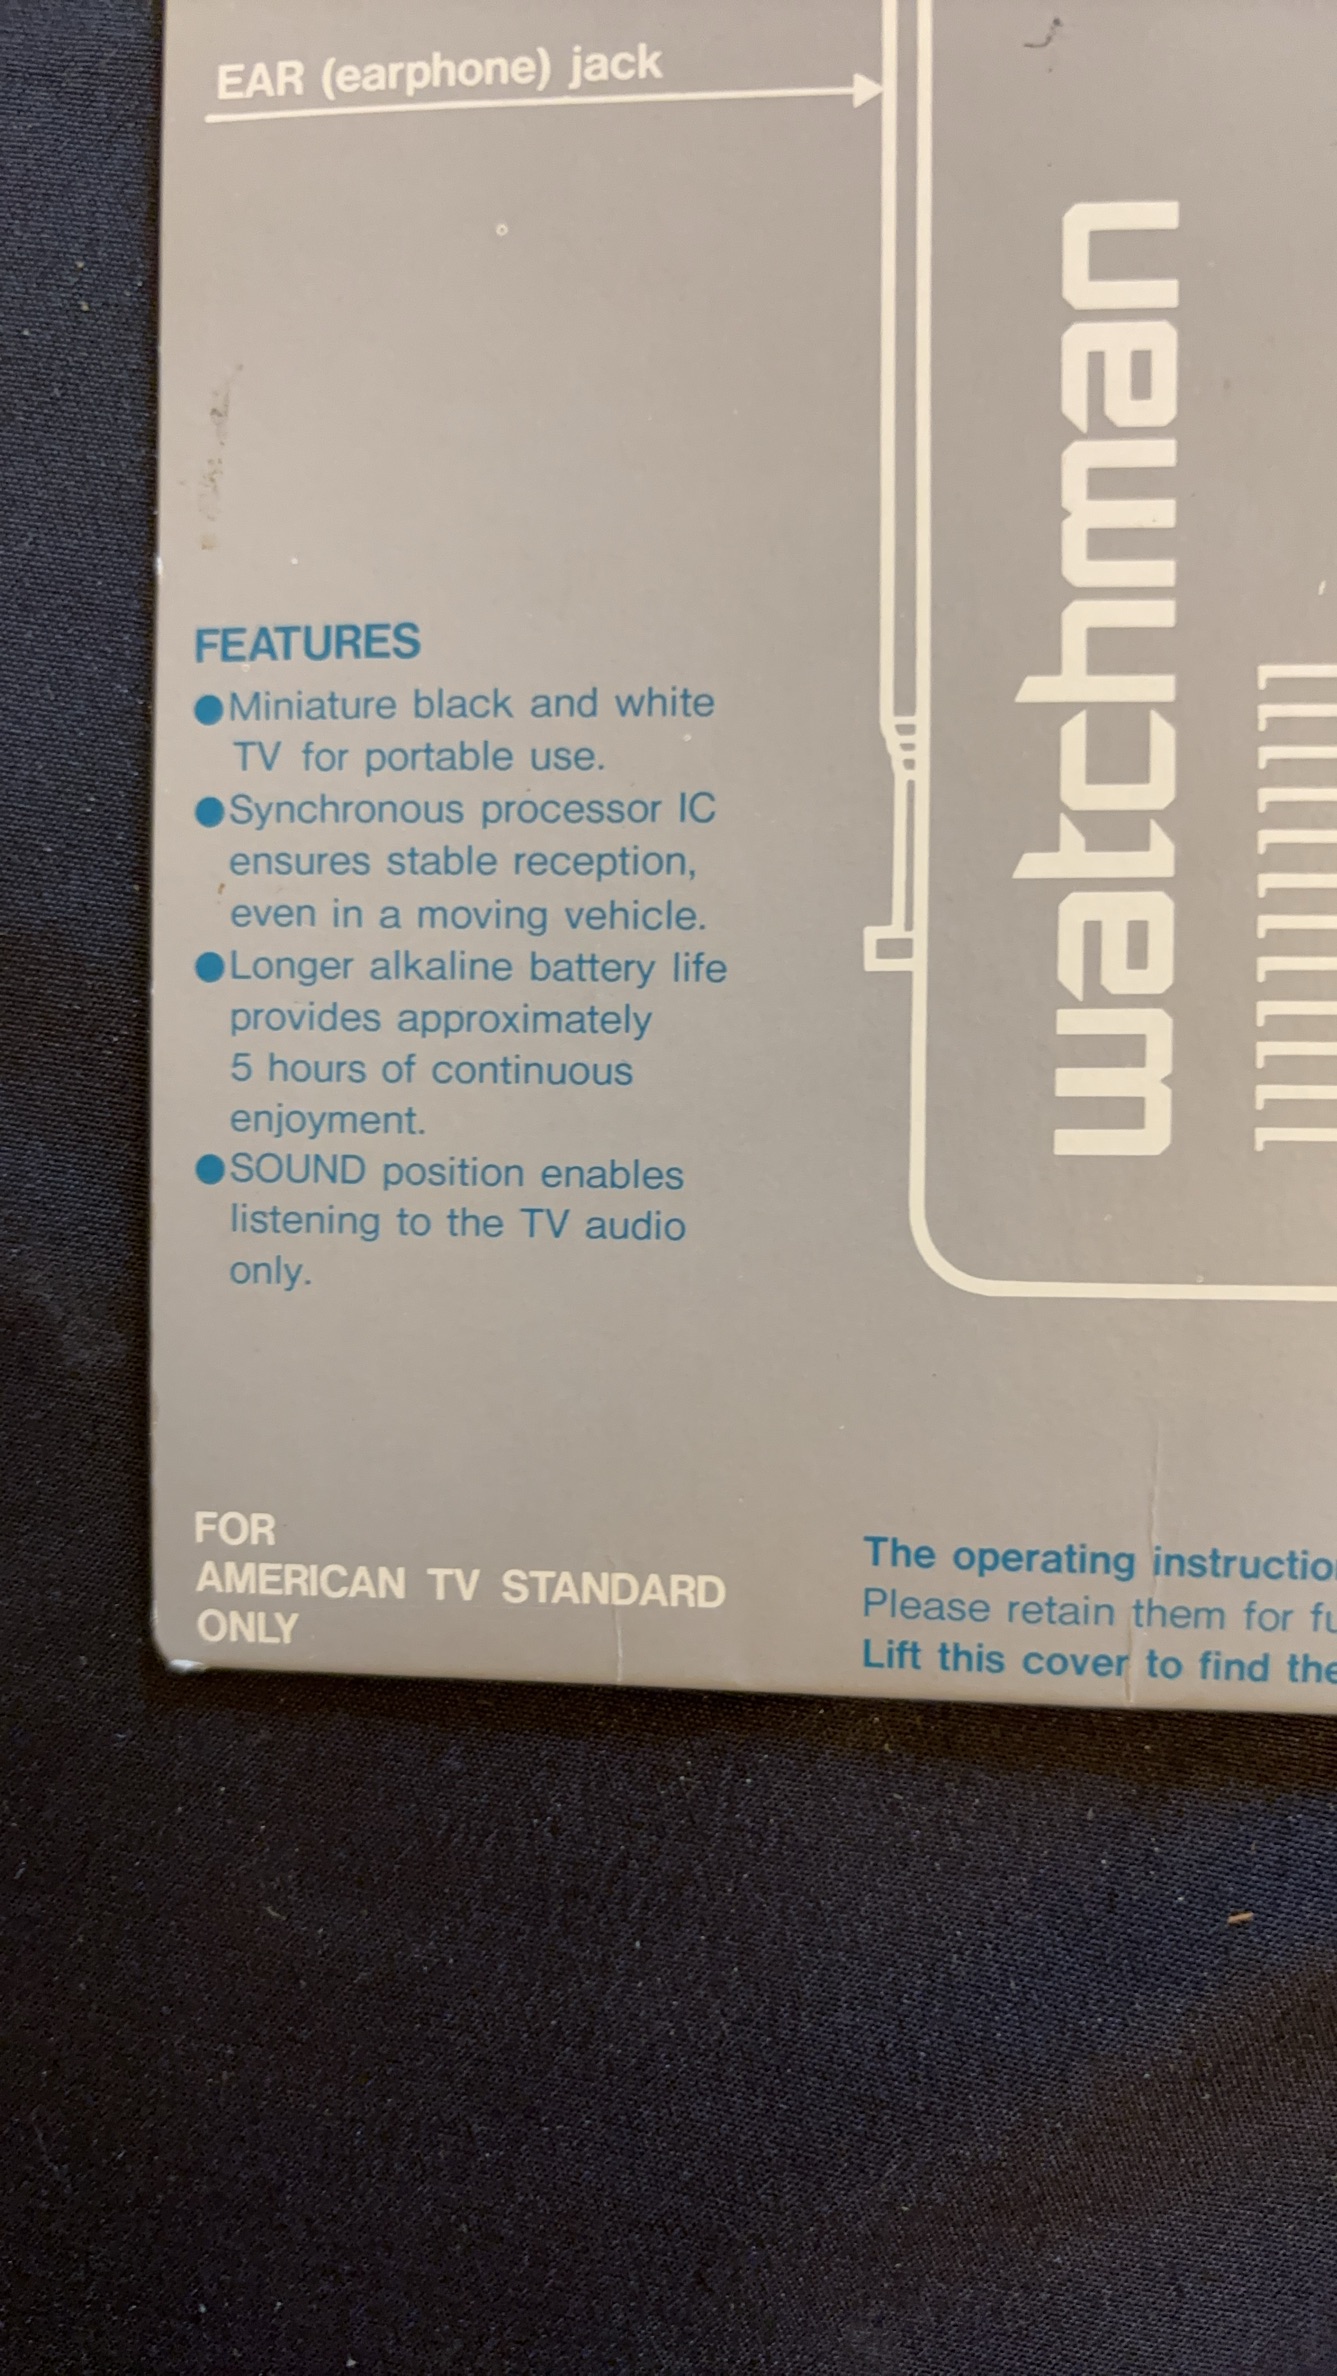 EAR (earphone) jack
watchman
FEATURES
●Miniature black and white
TV for portable use.
●Synchronous processor IC
ensures stable reception,
even in a moving vehicle.
●Longer alkaline battery life
provides approximately
5 hours of continuous
enjoyment.
●SOUND position enables
listening to the TV audio
only.
FOR
AMERICAN TV STANDARD
ONLY
The operating
Please retain them for
Lift this cover to find